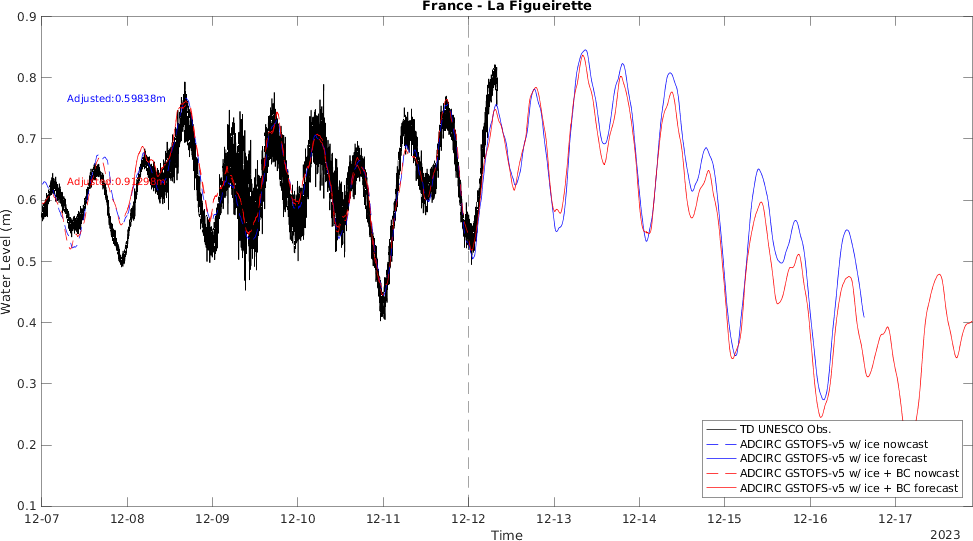 France - La Figueirette
0.9
0.8
0.7
0.6
0.5
0.4
0.3
0.2
0.1
Water Level (m)
Adjusted:0.59838m
TD UNESCO Obs.
ADCIRC GSTOFS-v5 w/ ice nowcast
ADCIRC GSTOFS-v5 w/ ice forecast
ADCIRC GSTOFS-v5 w/ ice + BC nowcast
ADCIRC GSTOFS-v5 w/ ice + BC forecast
12-07
12-08
12-09
12-10
12-11
12-12
12-13
12-14
12-15
12-16
12-17
Time
2023